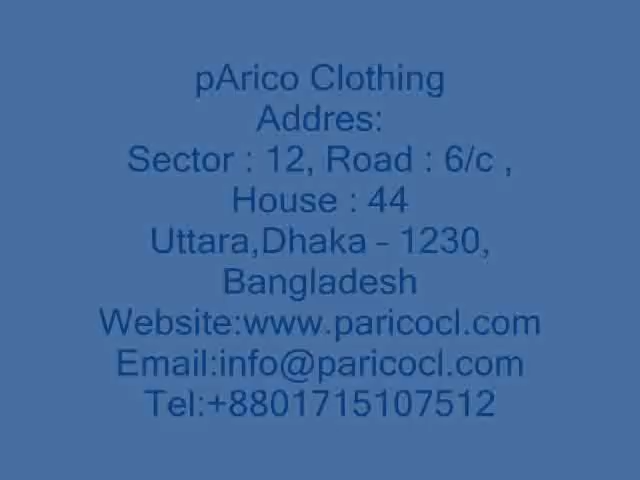 pArico Clothing
Addres:
Sector : 12, Road : 6/c ,
House : 44
Uttara,Dhaka - 1230,
Bangladesh
Website:www.paricocl.com
Email:info@paricocl.com
Tel:+8801715107512